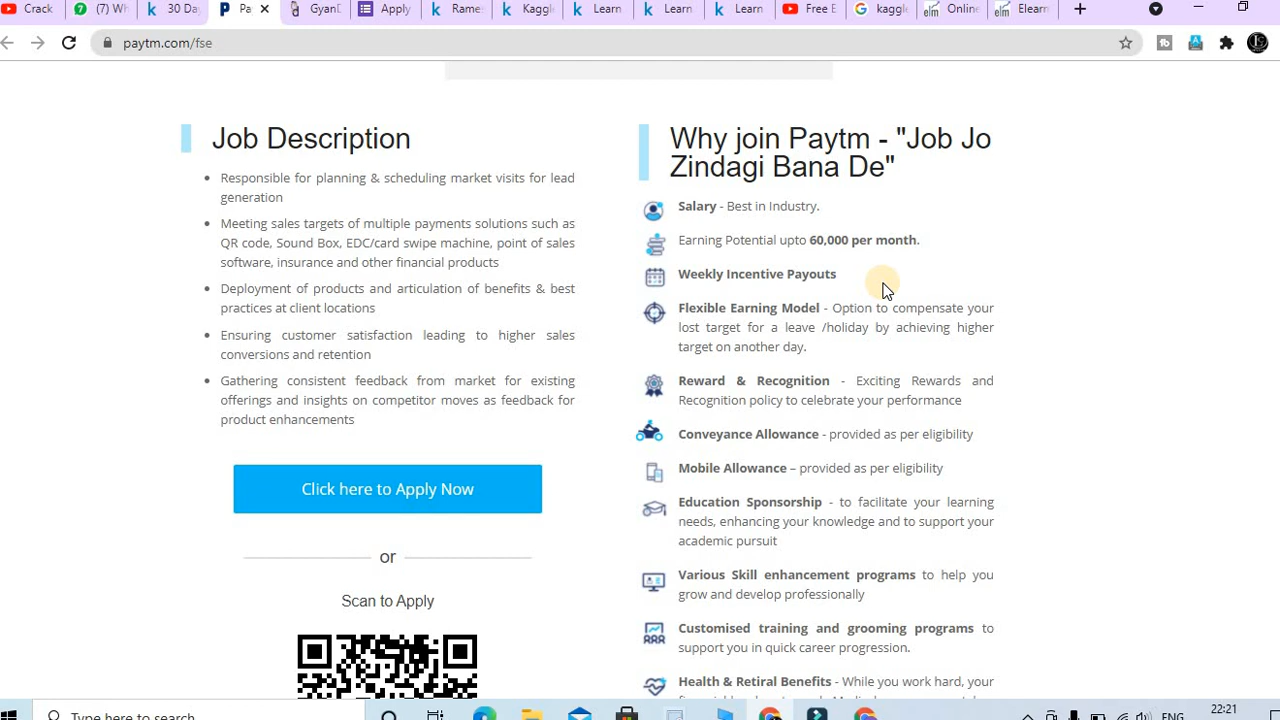 Crack
(7) Wh
30 Day
Pa
GyanD
Apply
Rames
Kaggl
Learn
Learn
Learn
Free E
kaggle
Online
Elearn
paytm.com/fse
Job Description
Responsible for planning & scheduling market visits for lead
generation
Meeting sales targets of multiple payments solutions such as
QR code, Sound Box, EDC/card swipe machine, point of sales
software, insurance and other financial products
Deployment of products and articulation of benefits & best
practices at client locations
Ensuring customer satisfaction leading to higher sales
conversions and retention
Gathering consistent feedback from market for existing
offerings and insights on competitor moves as feedback for
product enhancements
Click here to Apply Now
or
Scan to Apply
Why join Paytm - "Job Jo
Zindagi Bana De"
Salary - Best in Industry.
Earning Potential upto 60,000 per month.
Weekly Incentive Payouts
Flexible Earning Model - Option to compensate your
lost target for a leave /holiday by achieving higher
target on another day.
Reward & Recognition - Exciting Rewards and
Recognition policy to celebrate your performance
Conveyance Allowance - provided as per eligibility
Mobile Allowance – provided as per eligibility
Education Sponsorship - to facilitate your learning
needs, enhancing your knowledge and to support your
academic pursuit
Various Skill enhancement programs to help you
grow and develop professionally
Customised training and grooming programs to
support you in quick career progression.
Health & Retiral Benefits - While you work hard, your
Type here to search
ENG
22:21